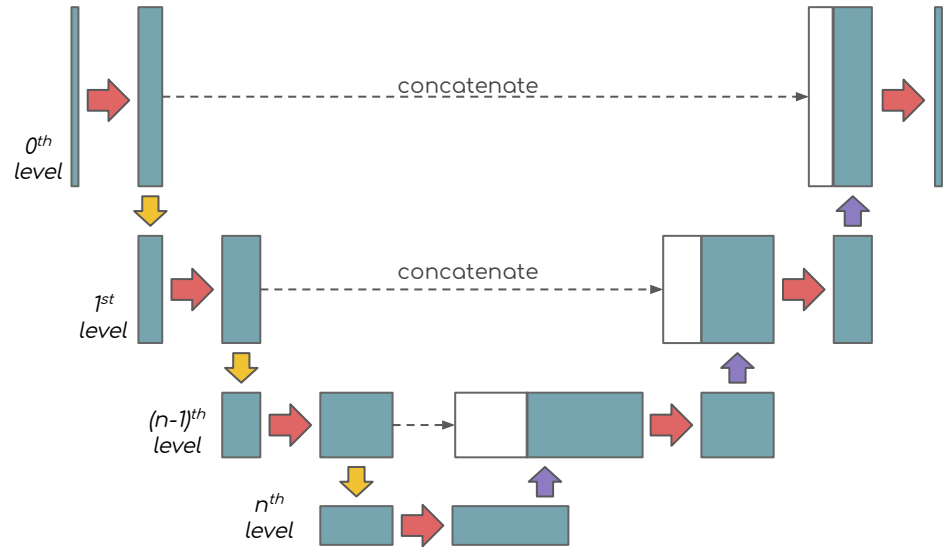 concatenate
0th
level
concatenate
1st
level
(n-1)th
level
nth
level